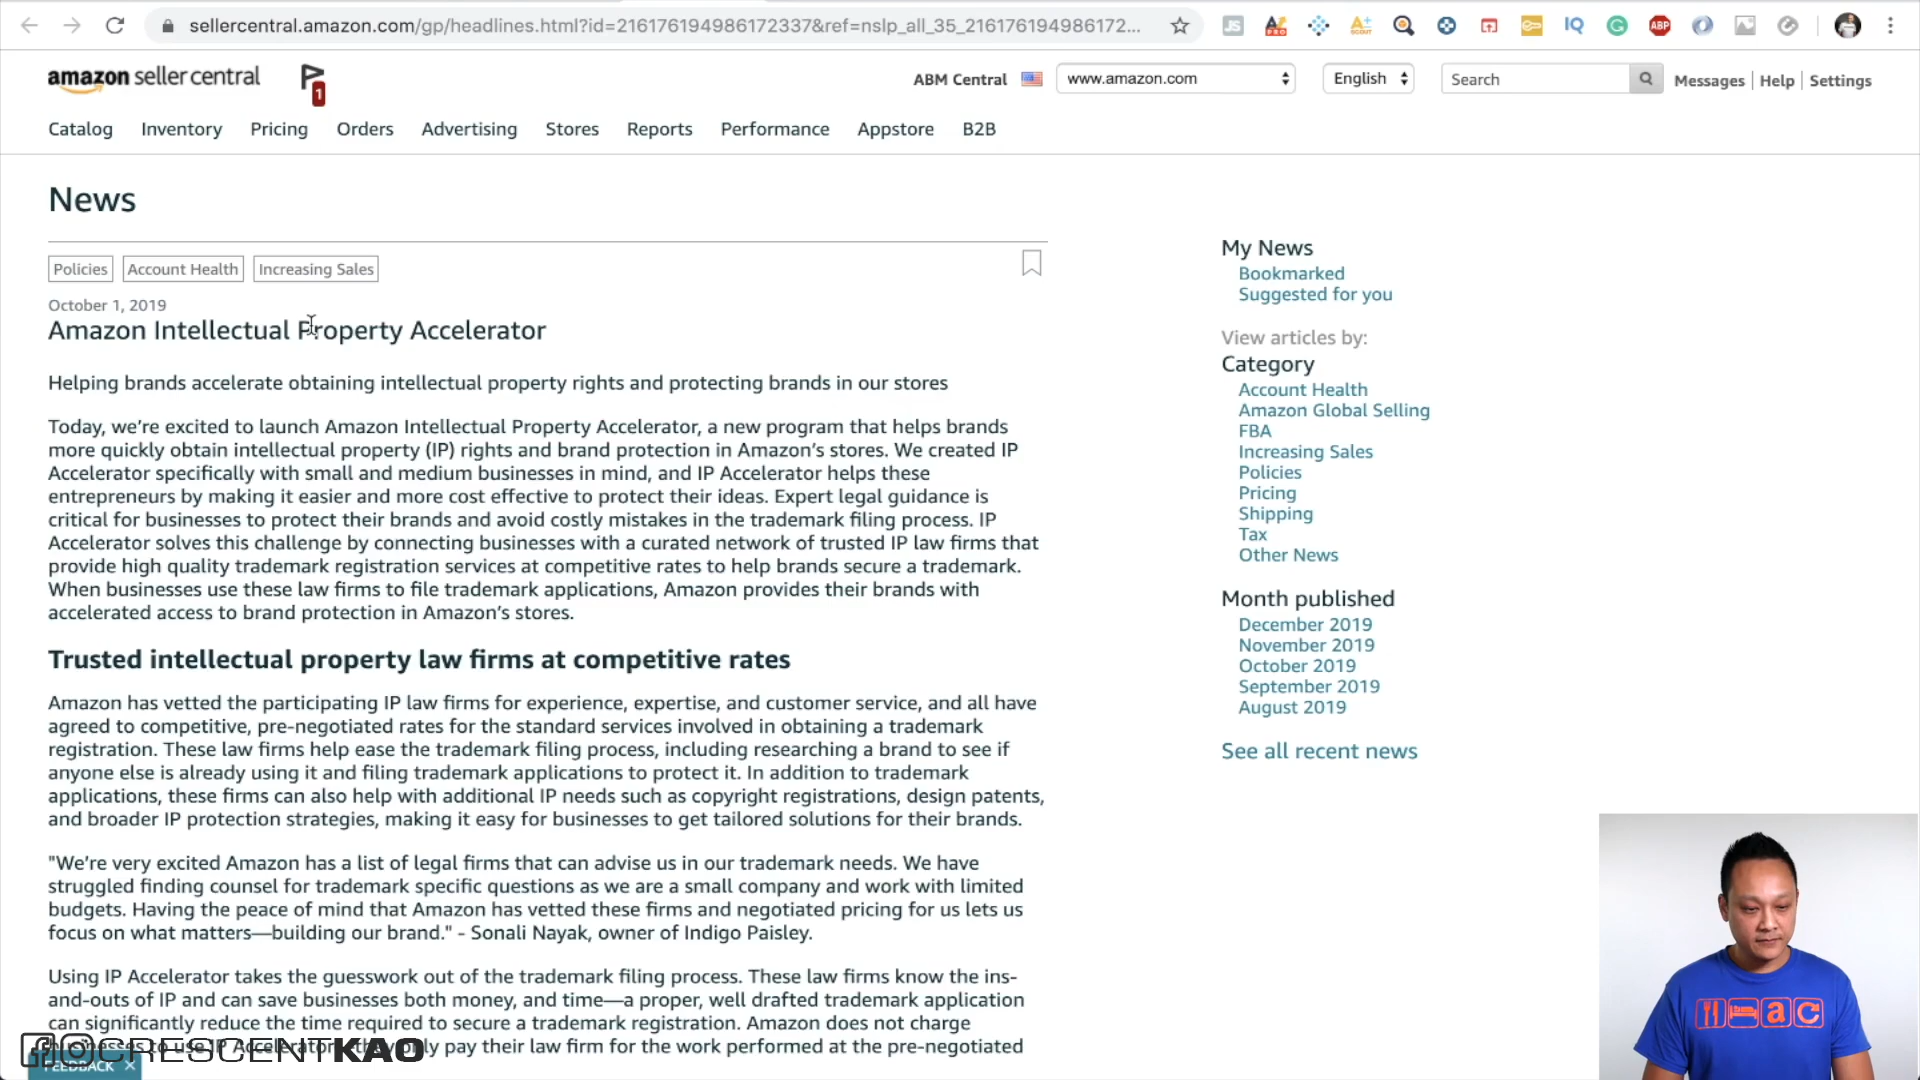 sellercentral.amazon.com/gp/headlines.html?id=216176194986172337&ref=nslp_all_35_216176194986172...
amazon seller central
1
ABM Central
www.amazon.com
English
Search
Messages | Help | Settings
Catalog Inventory Pricing Orders Advertising Stores Reports Performance Appstore B2B
News
Policies Account Health Increasing Sales
October 1, 2019
Amazon Intellectual Property Accelerator
Helping brands accelerate obtaining intellectual property rights and protecting brands in our stores
Today, we’re excited to launch Amazon Intellectual Property Accelerator, a new program that helps brands
more quickly obtain intellectual property (IP) rights and brand protection in Amazon’s stores. We created IP
Accelerator specifically with small and medium businesses in mind, and IP Accelerator helps these
entrepreneurs by making it easier and more cost effective to protect their ideas. Expert legal guidance is
critical for businesses to protect their brands and avoid costly mistakes in the trademark filing process. IP
Accelerator solves this challenge by connecting businesses with a curated network of trusted IP law firms that
provide high quality trademark registration services at competitive rates to help brands secure a trademark.
When businesses use these law firms to file trademark applications, Amazon provides their brands with
accelerated access to brand protection in Amazon’s stores.
Trusted intellectual property law firms at competitive rates
Amazon has vetted the participating IP law firms for experience, expertise, and customer service, and all have
agreed to competitive, pre-negotiated rates for the standard services involved in obtaining a trademark
registration. These law firms help ease the trademark filing process, including researching a brand to see if
anyone else is already using it and filing trademark applications to protect it. In addition to trademark
applications, these firms can also help with additional IP needs such as copyright registrations, design patents,
and broader IP protection strategies, making it easy for businesses to get tailored solutions for their brands.
"We’re very excited Amazon has a list of legal firms that can advise us in our trademark needs. We have
struggled finding counsel for trademark specific questions as we are a small company and work with limited
budgets. Having the peace of mind that Amazon has vetted these firms and negotiated pricing for us lets us
focus on what matters—building our brand." - Sonali Nayak, owner of Indigo Paisley.
Using IP Accelerator takes the guesswork out of the trademark filing process. These law firms know the ins-
and-outs of IP and can save businesses both money, and time—a proper, well drafted trademark application
can significantly reduce the time required to secure a trademark registration. Amazon does not charge
businesses to use IP Accelerator, they only pay their law firm for the work performed at the pre-negotiated
CRESCENTKAO
FEEDBACK
My News
Bookmarked
Suggested for you
View articles by:
Category
Account Health
Amazon Global Selling
FBA
Increasing Sales
Policies
Pricing
Shipping
Tax
Other News
Month published
December 2019
November 2019
October 2019
September 2019
August 2019
See all recent news